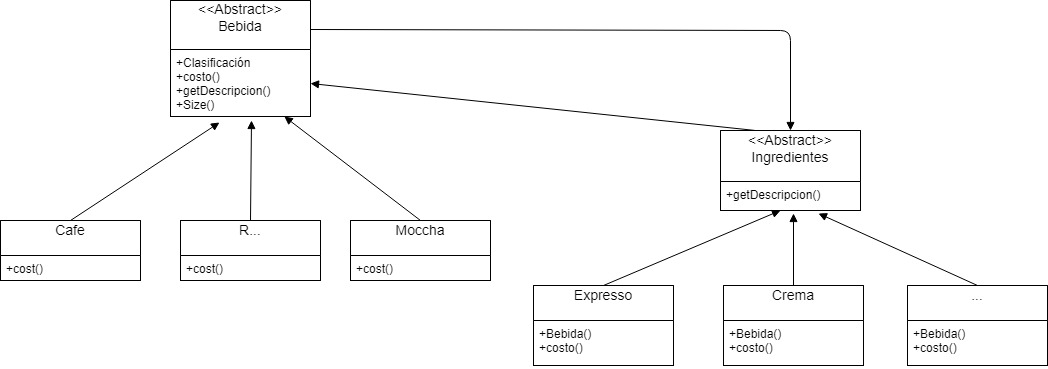 <<Abstract>>
Bebida
+Clasificación
+costo()
+getDescripcion()
+Size()
<<Abstract>>
Ingredientes
+getDescripcion()
Cafe
+cost()
R...
+cost()
Moccha
+cost()
Expresso
+Bebida()
+costo()
Crema
+Bebida()
+costo()
...
+Bebida()
+costo()